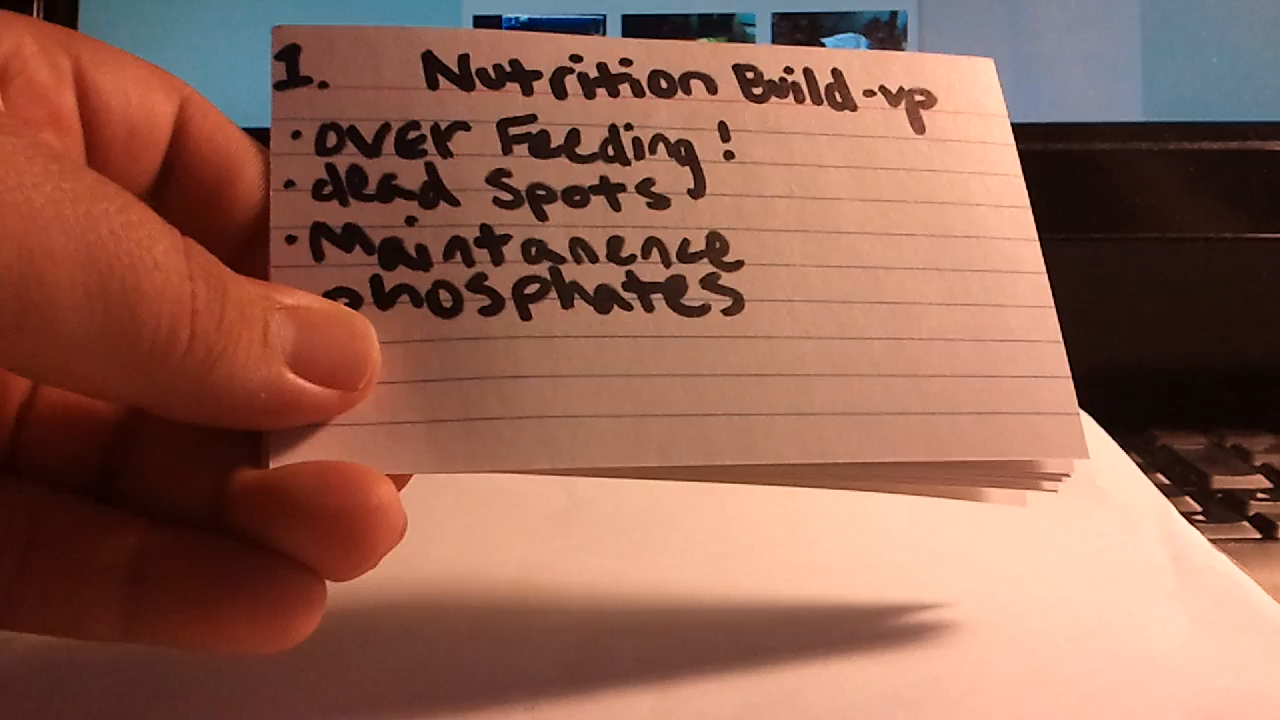 1. Nutrition Build-up
• over Feeding!
• dead Spots
• Maintanence
phosphates